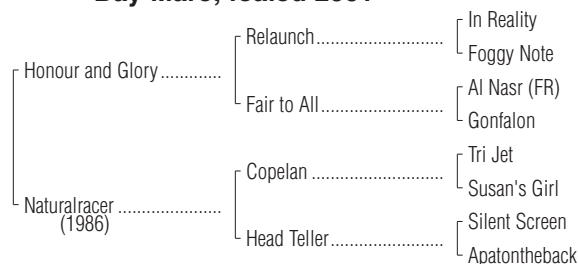 Bay Mare; foaled
In Reality
Relaunch
Foggy Note
Honour and Glory
Al Nasr (FR)
Fair to All
Gonfalon
Tri Jet
Copelan
Susan's Girl
Naturalracer
(1986)
Silent Screen
Head Teller
Apatontheback